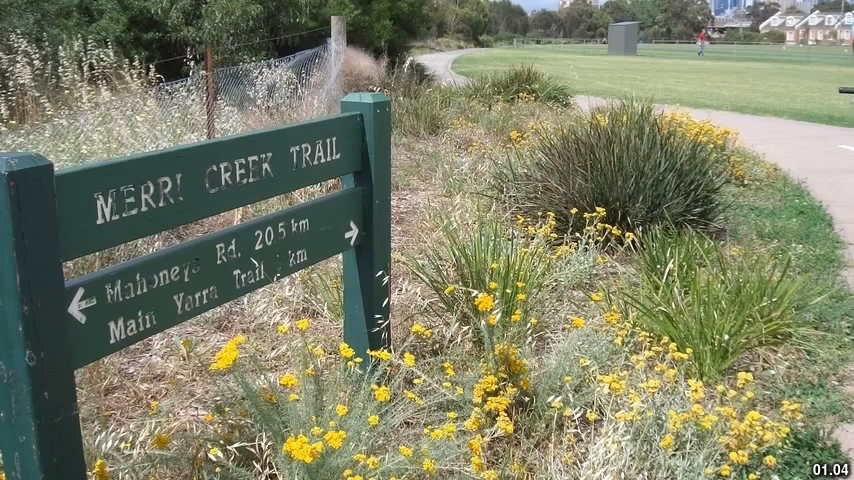 MERRI CREEK TRAIL
Mahoneys Rd. 20.5 km
Main Yarra Trail km
01.04